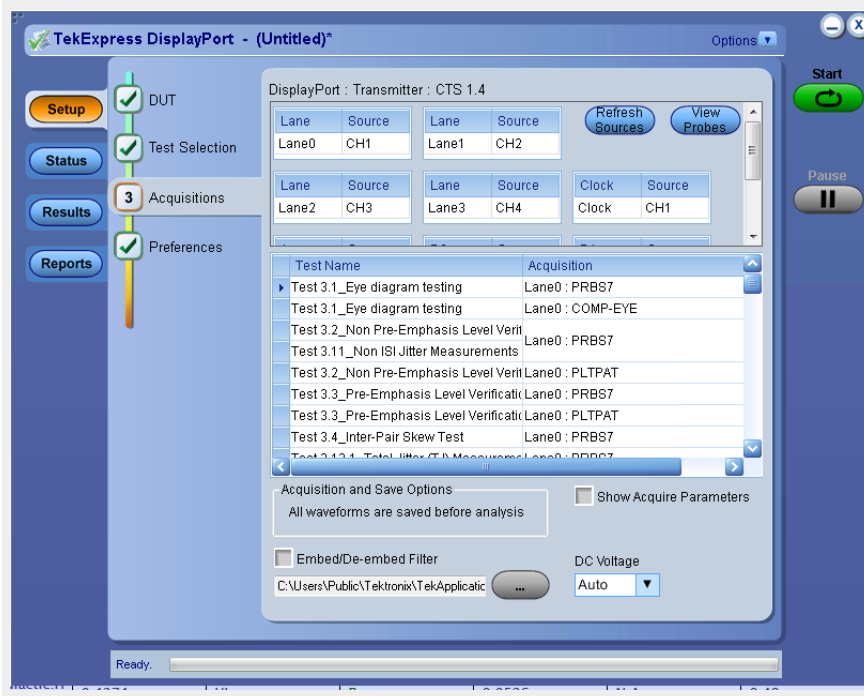 TekExpress DisplayPort - (Untitled)*
Options
Start
Pause
Setup
Status
Results
Reports
DUT
Test Selection
3 Acquisitions
Preferences
DisplayPort : Transmitter : CTS 1.4
Lane Source Lane Source
Lane0 CH1 Lane1 CH2
Refresh Sources
View Probes
Lane Source Lane Source Clock Source
Lane2 CH3 Lane3 CH4 Clock CH1
Test Name Acquisition
Test 3.1_Eye diagram testing Lane0 : PRBS7
Test 3.1_Eye diagram testing Lane0 : COMP-EYE
Test 3.2_Non Pre-Emphasis Level Verif
Lane0 : PRBS7
Test 3.11_Non ISI Jitter Measurements
Test 3.2_Non Pre-Emphasis Level Verif Lane0 : PLTPAT
Test 3.3_Pre-Emphasis Level Verificatic Lane0 : PRBS7
Test 3.3_Pre-Emphasis Level Verificatic Lane0 : PLTPAT
Test 3.4_Inter-Pair Skew Test Lane0 : PRBS7
Acquisition and Save Options
All waveforms are saved before analysis
Show Acquire Parameters
Embed/De-embed Filter
C:\Users\Public\Tektronix\TekApplicatic
...
DC Voltage
Auto
Ready.